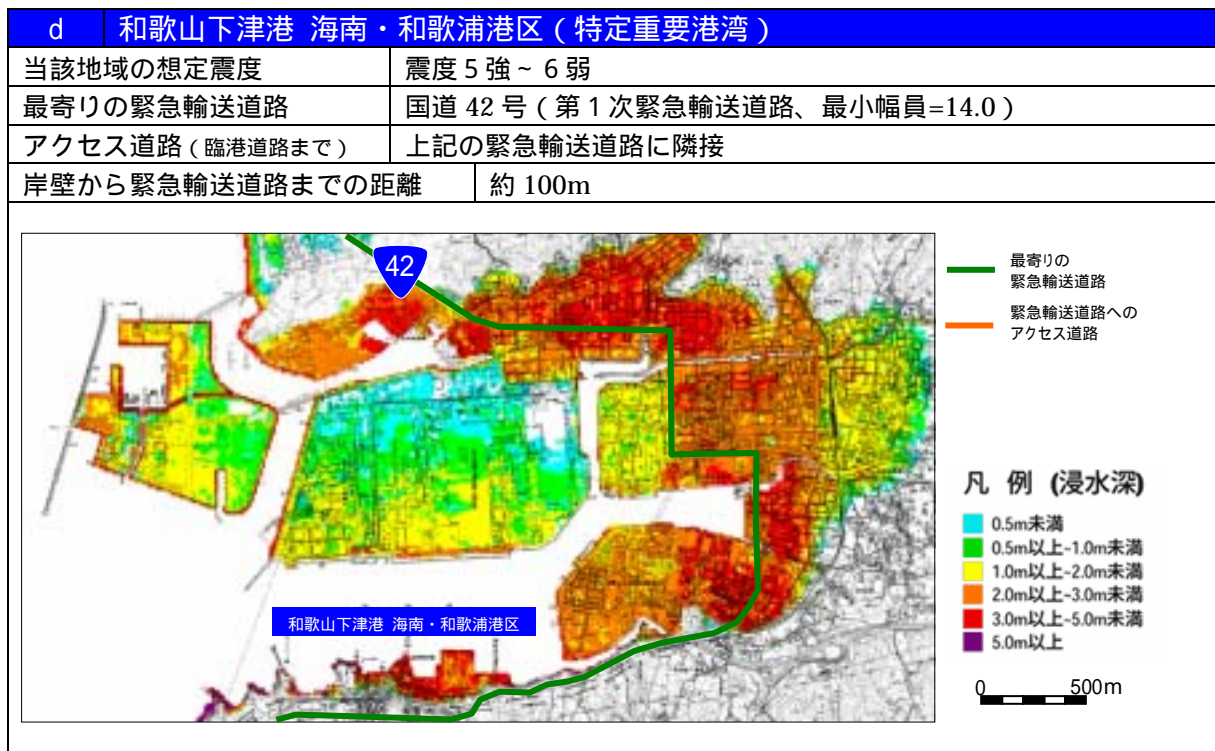 d 和歌山下津港 海南・和歌浦港区（特定重要港湾）
当該地域の想定震度 震度５強～６弱
最寄りの緊急輸送道路 国道 42 号（第１次緊急輸送道路、最小幅員=14.0）
アクセス道路（臨港道路まで） 上記の緊急輸送道路に隣接
岸壁から緊急輸送道路までの距離 約 100m
42
最寄りの
緊急輸送道路
緊急輸送道路への
アクセス道路
凡 例 (浸水深)
0.5m未満
0.5m以上~1.0m未満
1.0m以上~2.0m未満
2.0m以上~3.0m未満
3.0m以上~5.0m未満
5.0m以上
和歌山下津港 海南・和歌浦港区
0 500m